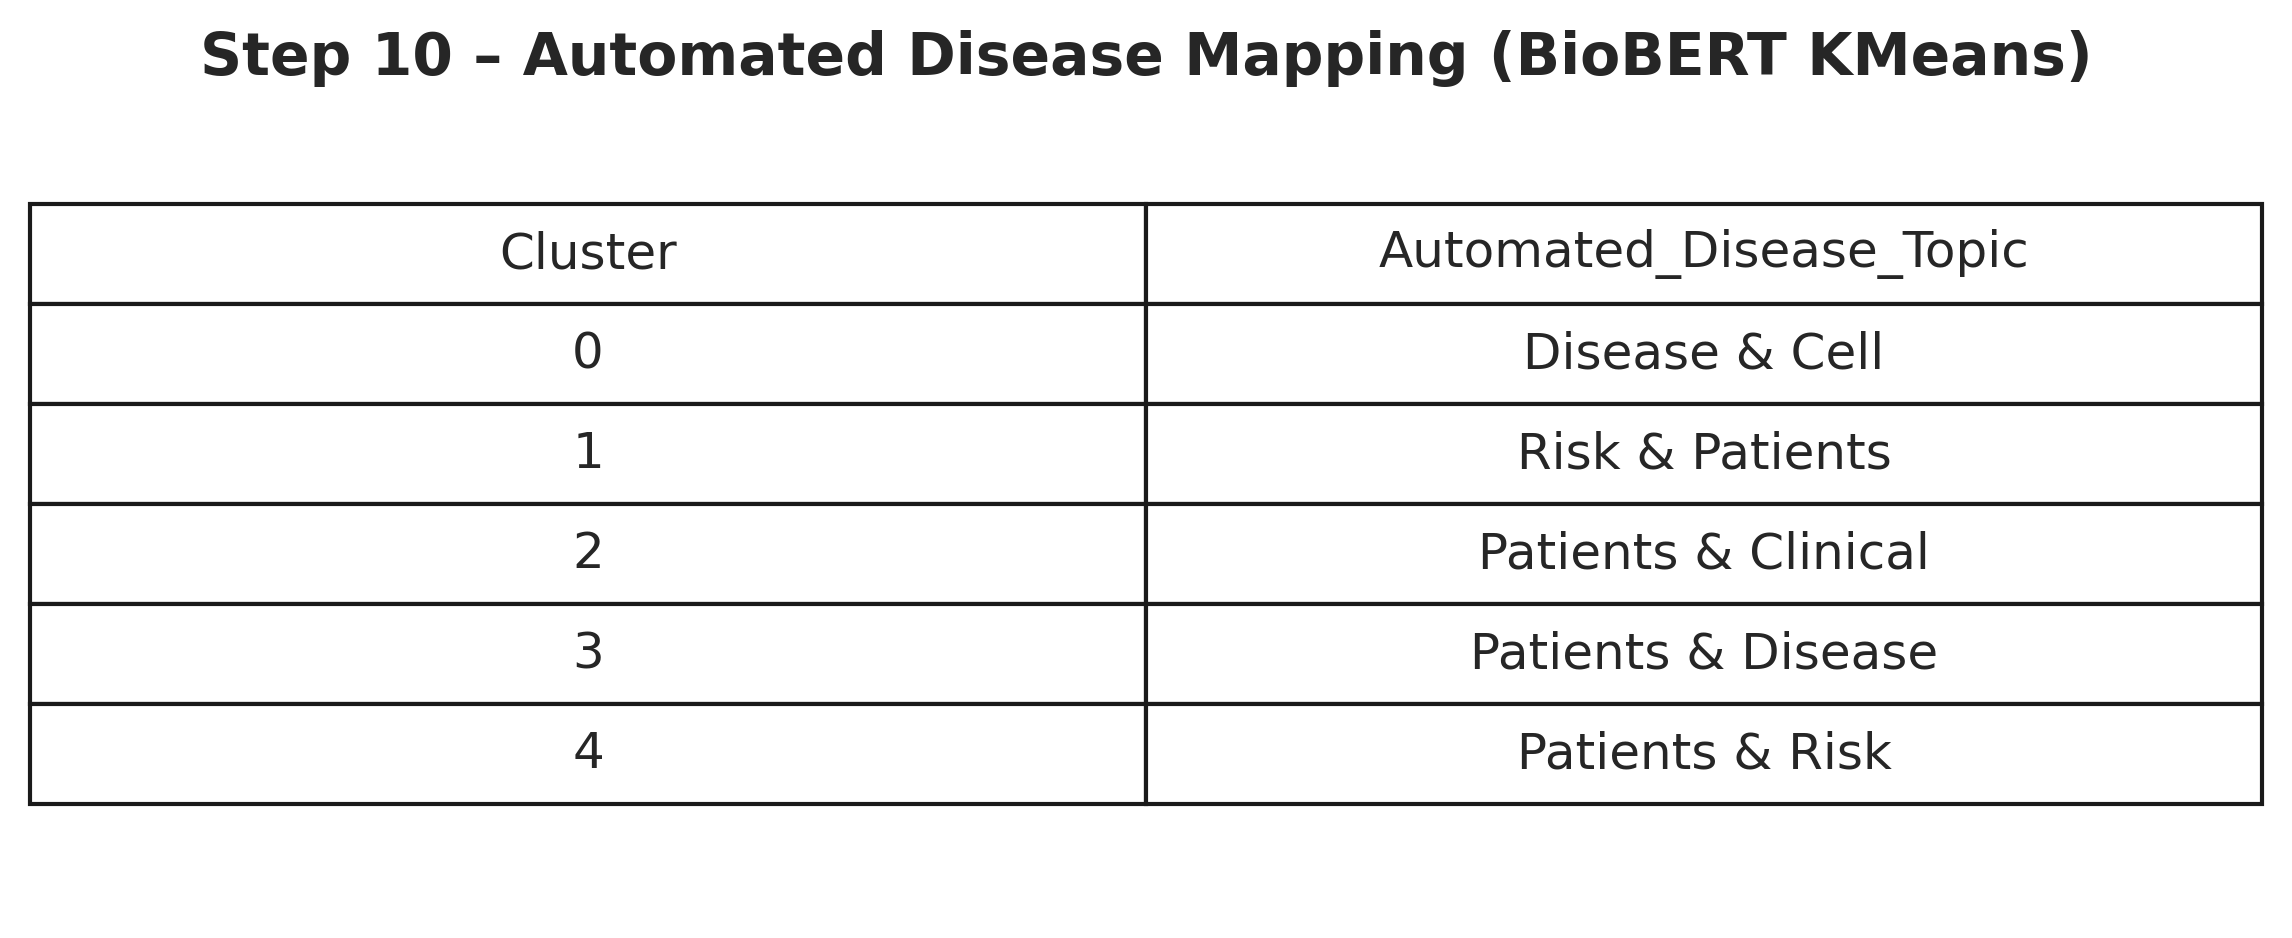 Step 10 – Automated Disease Mapping (BioBERT KMeans)
Cluster Automated_Disease_Topic
0 Disease & Cell
1 Risk & Patients
2 Patients & Clinical
3 Patients & Disease
4 Patients & Risk